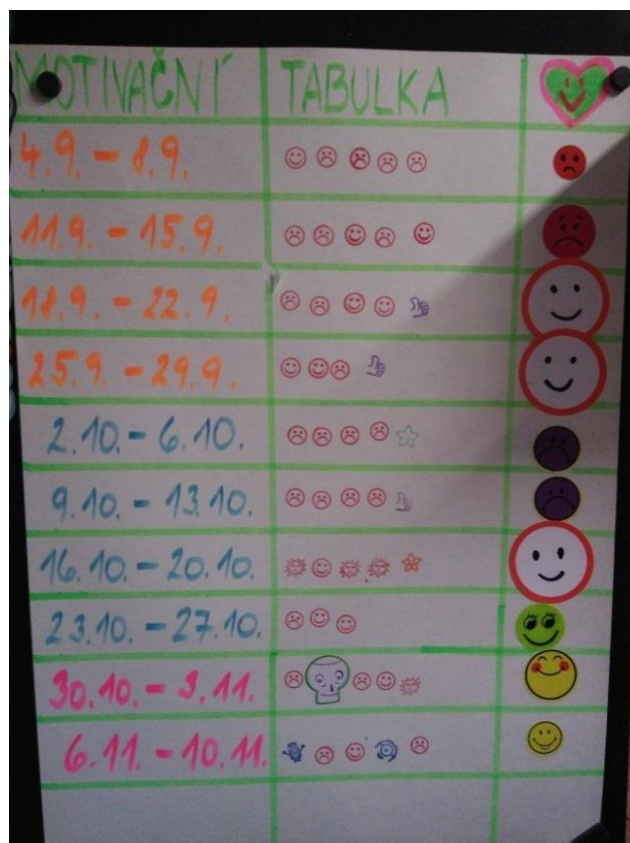 MOTIVAČNÍ TABULKA
4.9. - 8.9.
11.9. - 15.9.
18.9. - 22.9.
25.9. - 29.9.
2.10. - 6.10.
9.10. - 13.10.
16.10. - 20.10.
23.10. - 27.10.
30.10. - 3.11.
6.11. - 10.11.